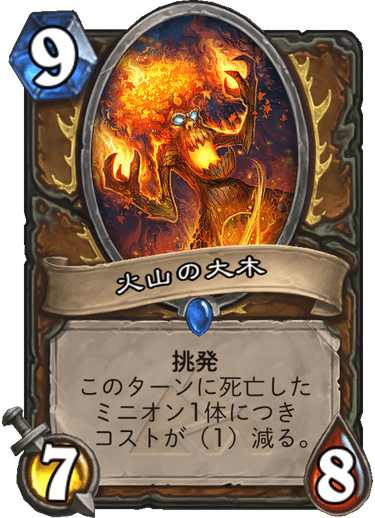 9
火山の大木
挑発
このターンに死亡した
ミニオン1体につき
コストが（1）減る。
7
8